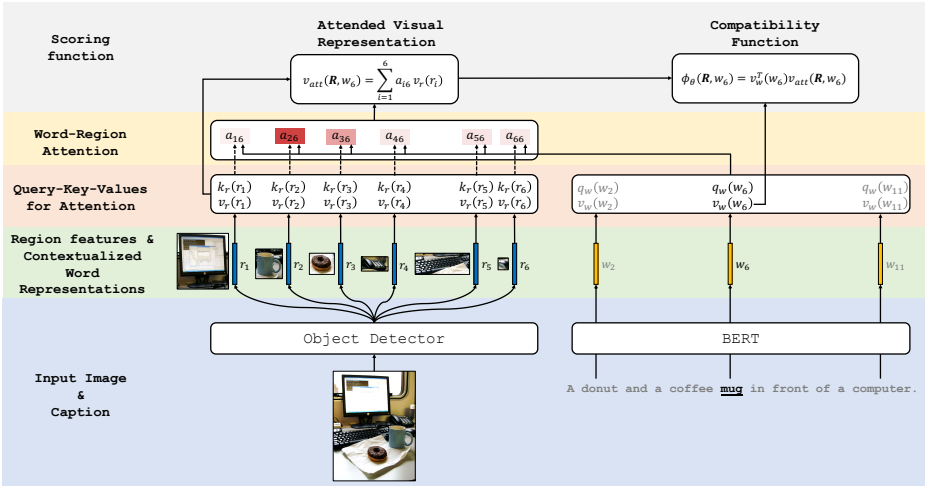 Scoring
function
Attended Visual
Representation
Compatibility
Function
v_att(R, w_6) = ∑_{i=1}^{6} a_{i6} v_r(r_i)
ϕ_θ(R, w_6) = v_w^T(w_6)v_att(R, w_6)
Word-Region
Attention
a_16 a_26 a_36 a_46 a_56 a_66
Query-Key-Values
for Attention
k_r(r_1) k_r(r_2) k_r(r_3) k_r(r_4) k_r(r_5) k_r(r_6)
v_r(r_1) v_r(r_2) v_r(r_3) v_r(r_4) v_r(r_5) v_r(r_6)
q_w(w_2) q_w(w_6) q_w(w_11)
v_w(w_2) v_w(w_6) v_w(w_11)
Region features &
Contextualized
Word
Representations
r_1 r_2 r_3 r_4 r_5 r_6
w_2 w_6 w_11
Object Detector
BERT
Input Image
&
Caption
A donut and a coffee mug in front of a computer.